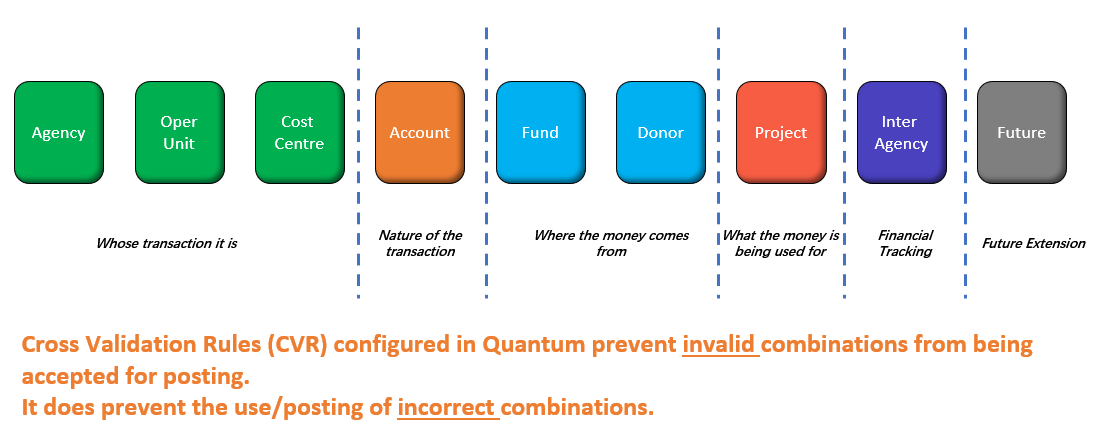 Agency
Oper
Unit
Cost
Centre
Account
Fund
Donor
Project
Inter
Agency
Future
Whose transaction it is
Nature of the
transaction
Where the money comes
from
What the money is
being used for
Financial
Tracking
Future Extension
Cross Validation Rules (CVR) configured in Quantum prevent invalid combinations from being
accepted for posting.
It does prevent the use/posting of incorrect combinations.